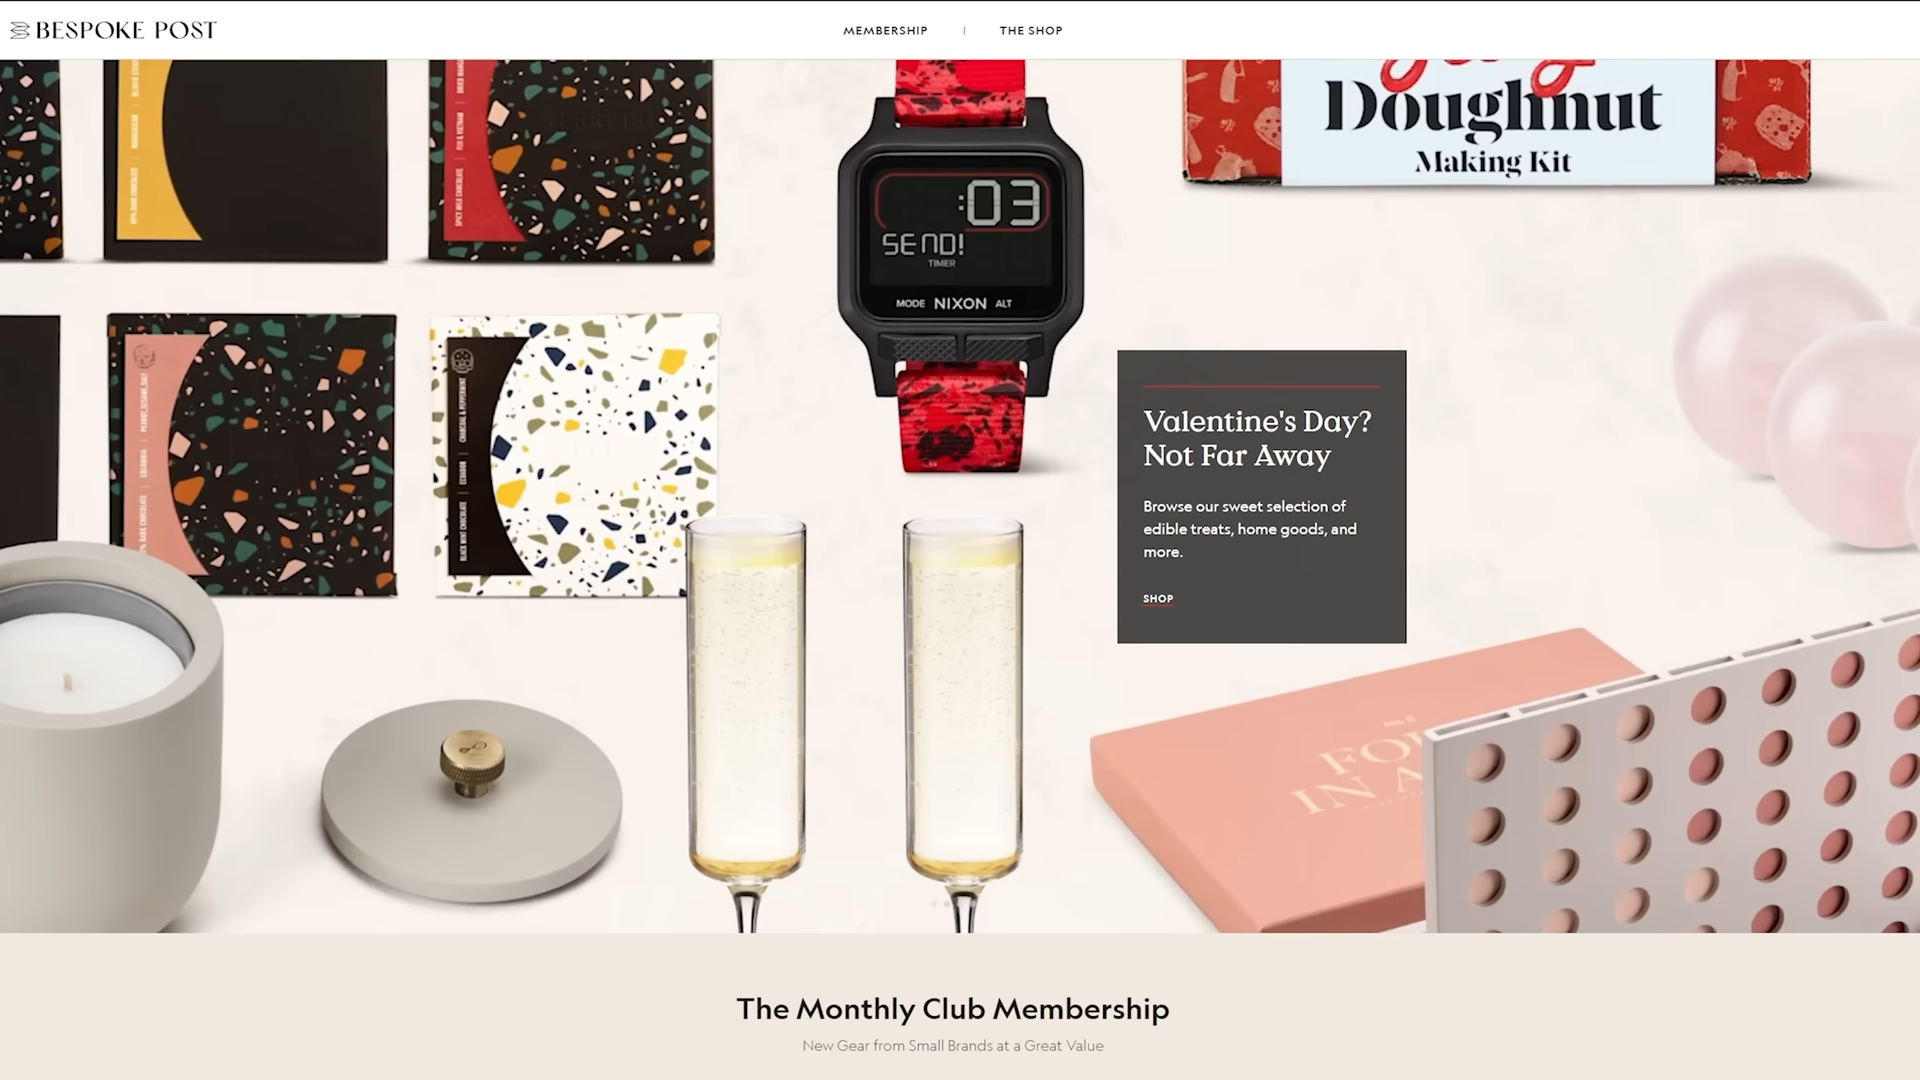 BESPOKE POST
MEMBERSHIP
THE SHOP
Doughnut
Making Kit
:03
SEND!
TIMER
MODE NIXON ALT
Valentine's Day?
Not Far Away
Browse our sweet selection of
edible treats, home goods, and
more.
SHOP
IN A
The Monthly Club Membership
New Gear from Small Brands at a Great Value